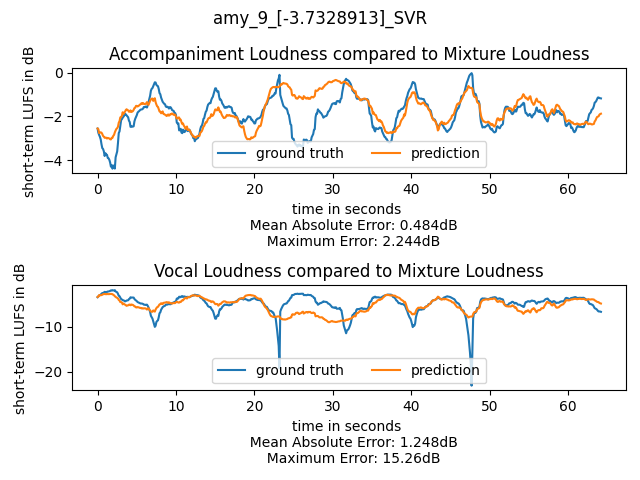 amy_9_[-3.7328913]_SVR
Accompaniment Loudness compared to Mixture Loudness
short-term LUFS in dB
0
−2
−4
ground truth
prediction
0 10 20 30 40 50 60
time in seconds
Mean Absolute Error: 0.484dB
Maximum Error: 2.244dB
Vocal Loudness compared to Mixture Loudness
short-term LUFS in dB
−10
−20
ground truth
prediction
0 10 20 30 40 50 60
time in seconds
Mean Absolute Error: 1.248dB
Maximum Error: 15.26dB